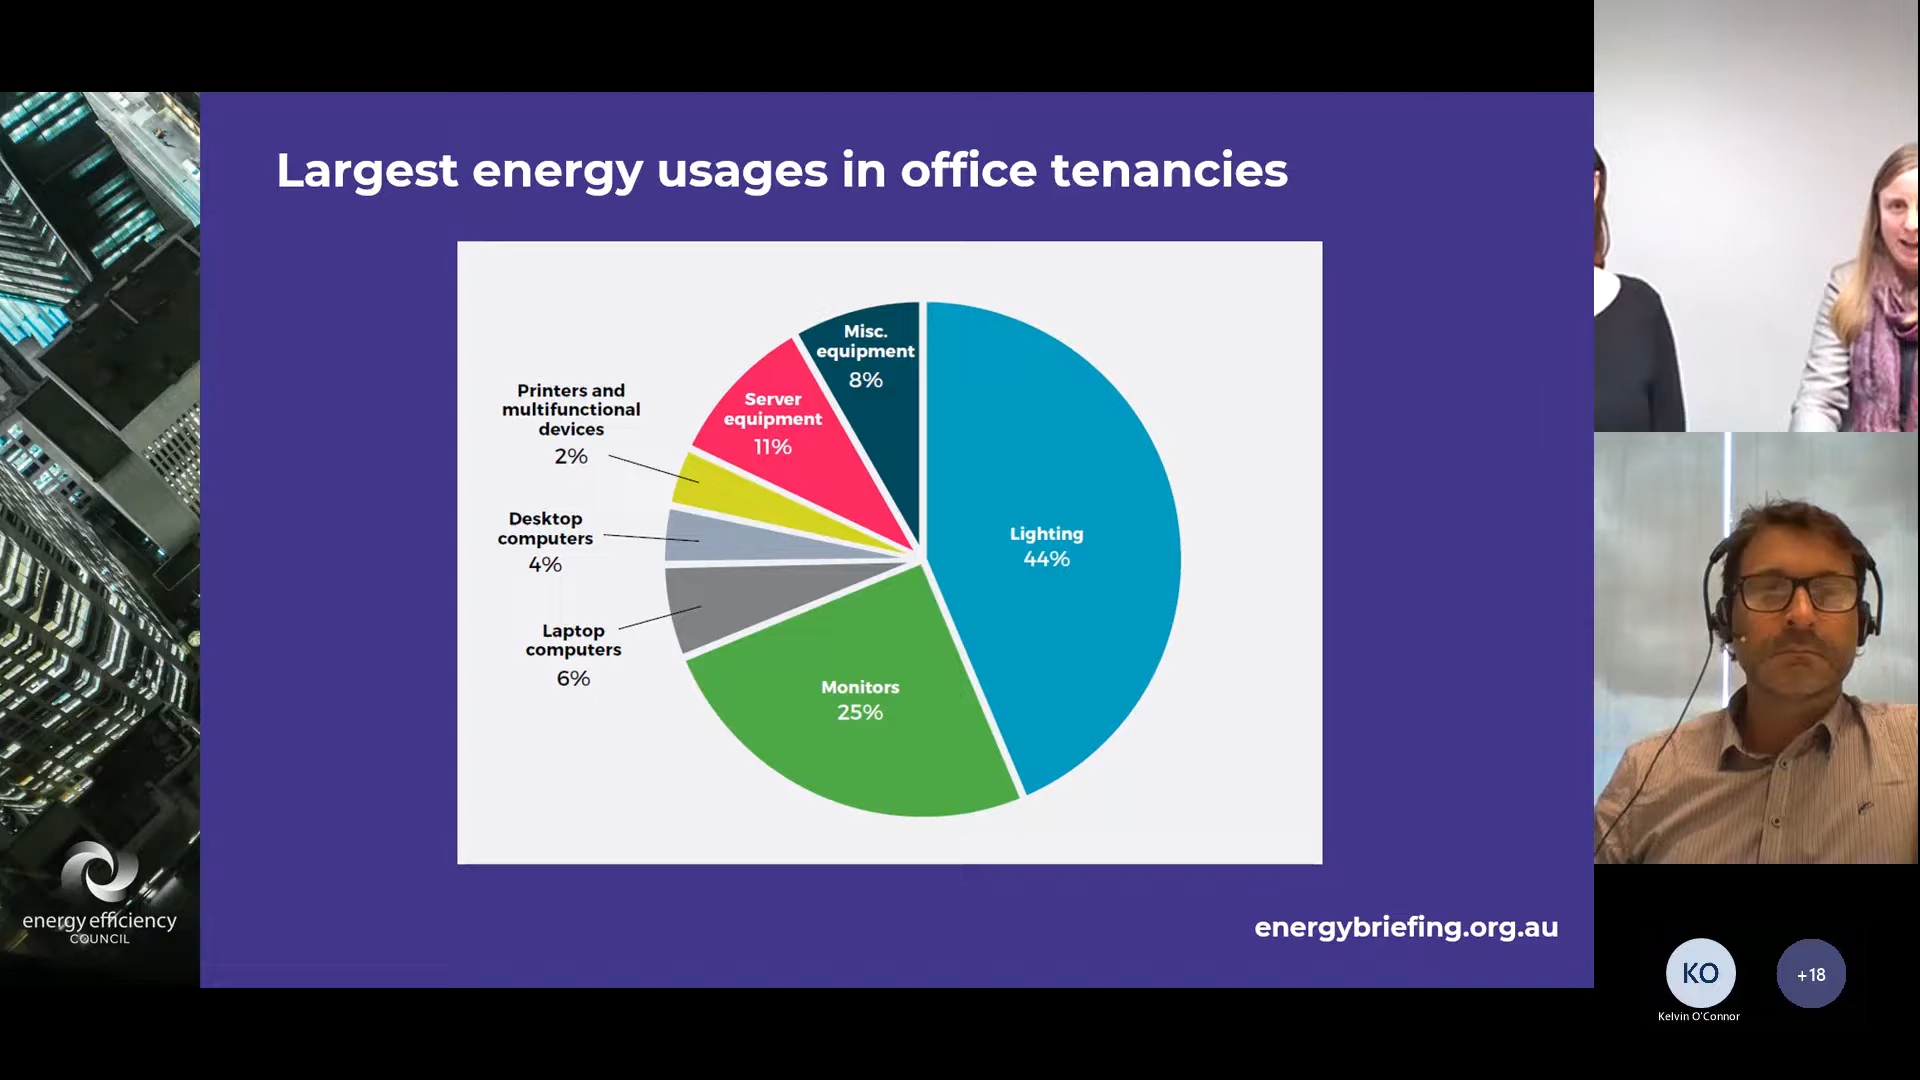 Largest energy usages in office tenancies
Misc.
equipment
8%
Printers and
multifunctional
devices
2%
Server
equipment
11%
Desktop
computers
4%
Lighting
44%
Laptop
computers
6%
Monitors
25%
energy efficiency
COUNCIL
energybriefing.org.au
KO
+18
Kelvin O'Connor